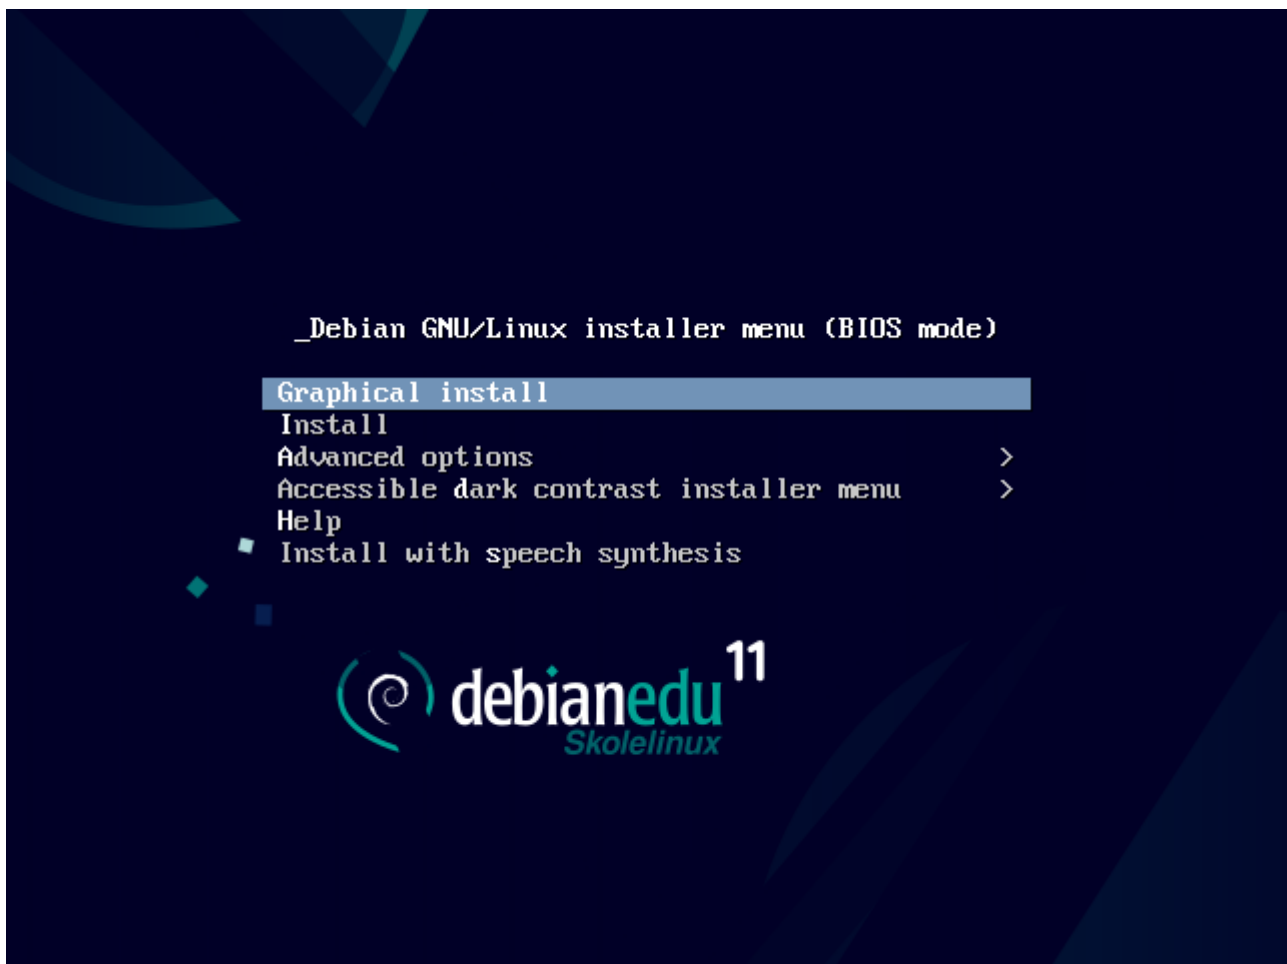 _Debian GNU/Linux installer menu (BIOS mode)
Graphical install
Install
Advanced options >
Accessible dark contrast installer menu >
Help
Install with speech synthesis
debianedu 11
Skolelinux